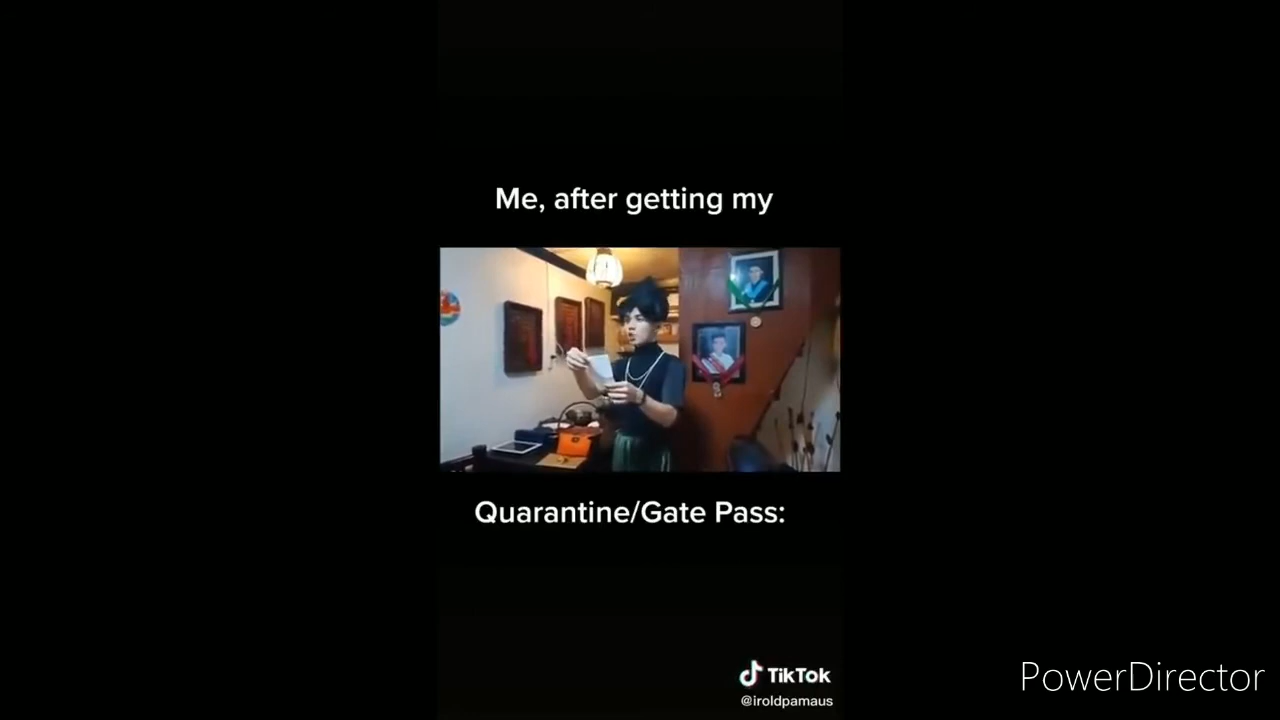 Me, after getting my
Quarantine/Gate Pass:
TikTok
@iroldpamaus
PowerDirector